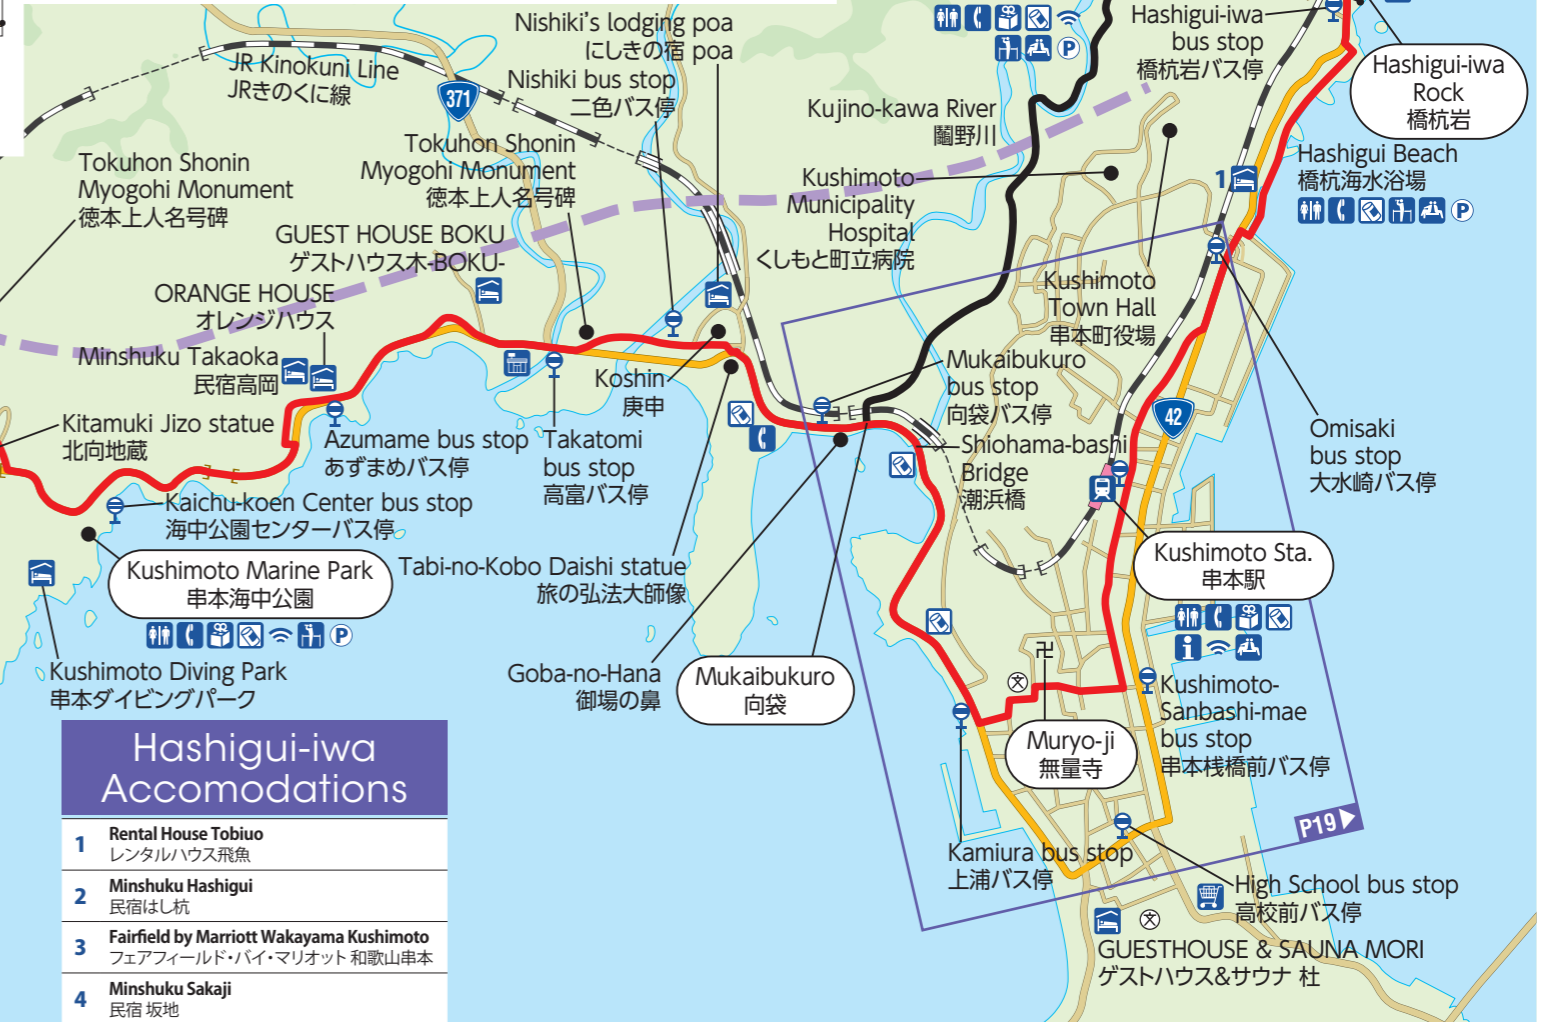 Nishiki's lodging poa
にしきの宿 poa
Nishiki bus stop
二色バス停
JR Kinokuni Line
JRきのくに線
371
Tokuhon Shonin
Myogohi Monument
徳本上人名号碑
Tokuhon Shonin
Myogohi Monument
徳本上人名号碑
Kujino-kawa River
鬮野川
Hashigui-iwa
bus stop
橋杭岩バス停
Hashigui-iwa
Rock
橋杭岩
Hashigui Beach
橋杭海水浴場
P
P
1
Kushimoto
Municipality
Hospital
くしもと町立病院
Kushimoto
Town Hall
串本町役場
GUEST HOUSE BOKU
ゲストハウス木-BOKU-
ORANGE HOUSE
オレンジハウス
Minshuku Takaoka
民宿高岡
Kitamuki Jizo statue
北向地蔵
Azumame bus stop
あずまめバス停
Takatomi
bus stop
高富バス停
Koshin
庚申
Mukaibukuro
bus stop
向袋バス停
Shiohama-bashi
Bridge
潮浜橋
42
Omisaki
bus stop
大水崎バス停
Kaichu-koen Center bus stop
海中公園センターバス停
Kushimoto Marine Park
串本海中公園
P
Kushimoto Diving Park
串本ダイビングパーク
Tabi-no-Kobo Daishi statue
旅の弘法大師像
Goba-no-Hana
御場の鼻
Mukaibukuro
向袋
Kushimoto Sta.
串本駅
i
卍
文
Muryo-ji
無量寺
Kushimoto-
Sanbashi-mae
bus stop
串本桟橋前バス停
P19
Kamiura bus stop
上浦バス停
High School bus stop
高校前バス停
文
GUESTHOUSE & SAUNA MORI
ゲストハウス&サウナ 杜
Hashigui-iwa
Accomodations
1 Rental House Tobiuo
レンタルハウス飛魚
2 Minshuku Hashigui
民宿はし杭
3 Fairfield by Marriott Wakayama Kushimoto
フェアフィールド・バイ・マリオット 和歌山串本
4 Minshuku Sakaji
民宿 坂地